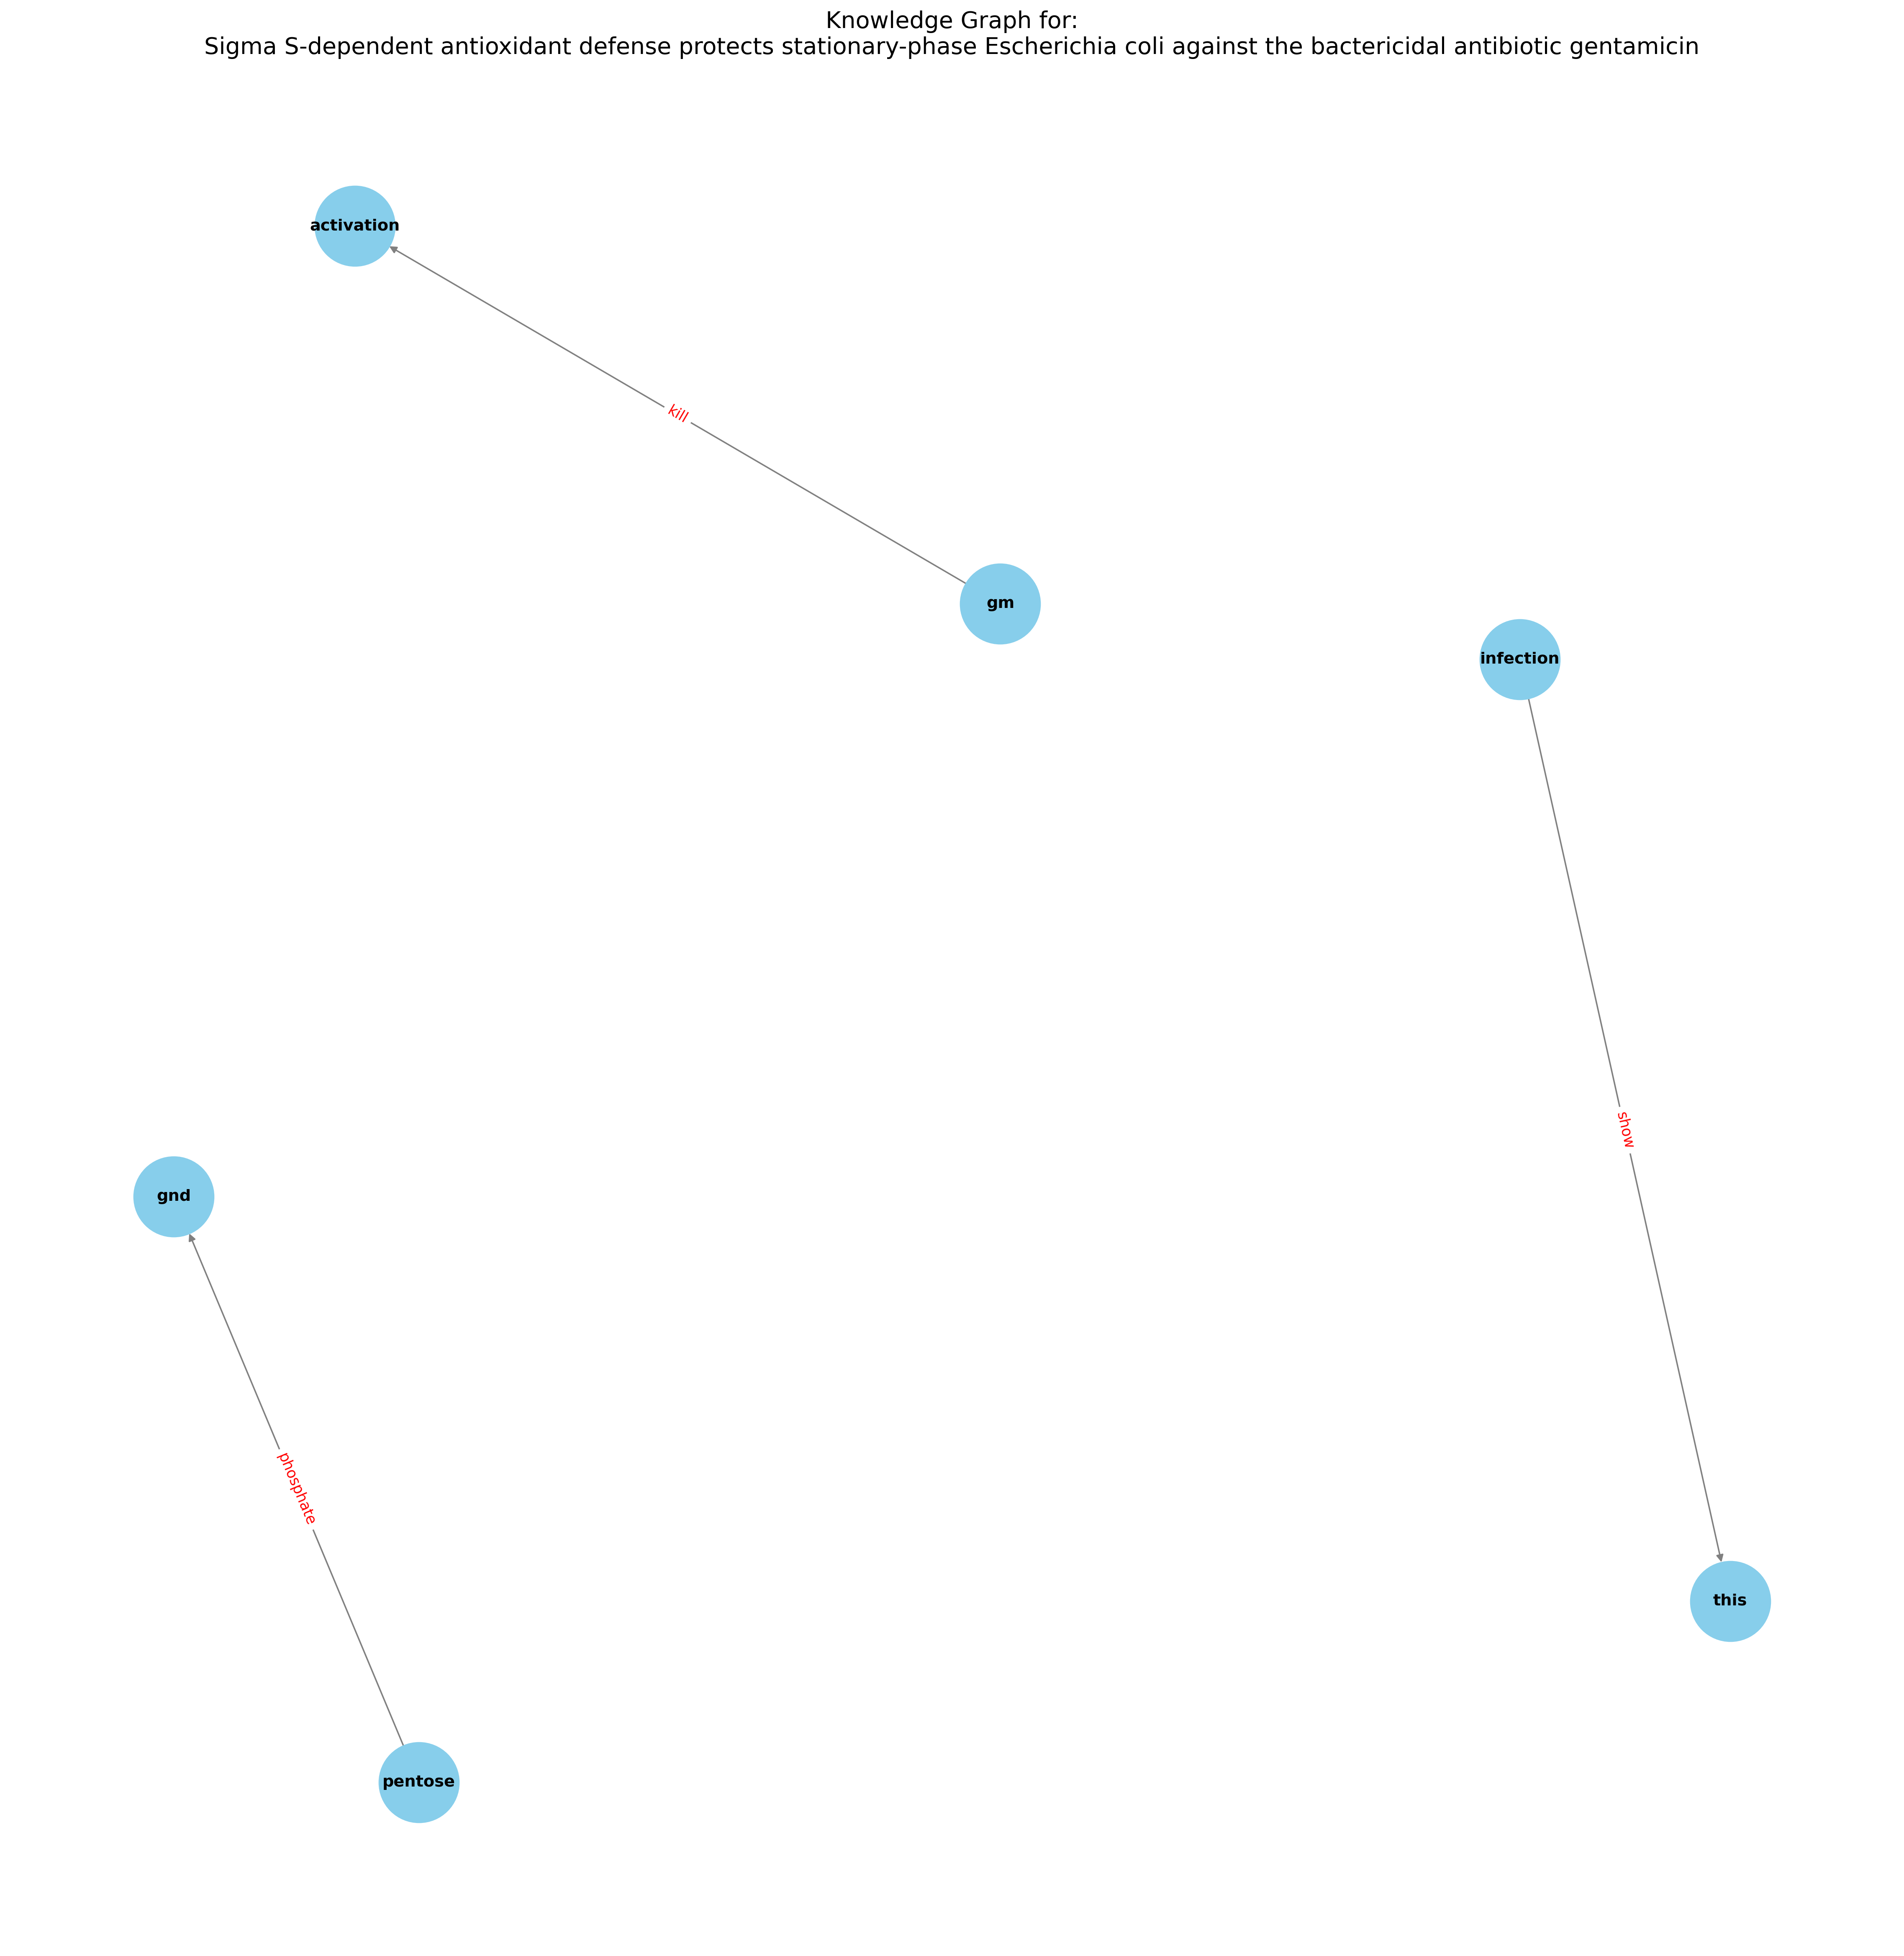 Knowledge Graph for:
Sigma S-dependent antioxidant defense protects stationary-phase Escherichia coli against the bactericidal antibiotic gentamicin
activation
kill
gm
infection
show
gnd
phosphate
this
pentose